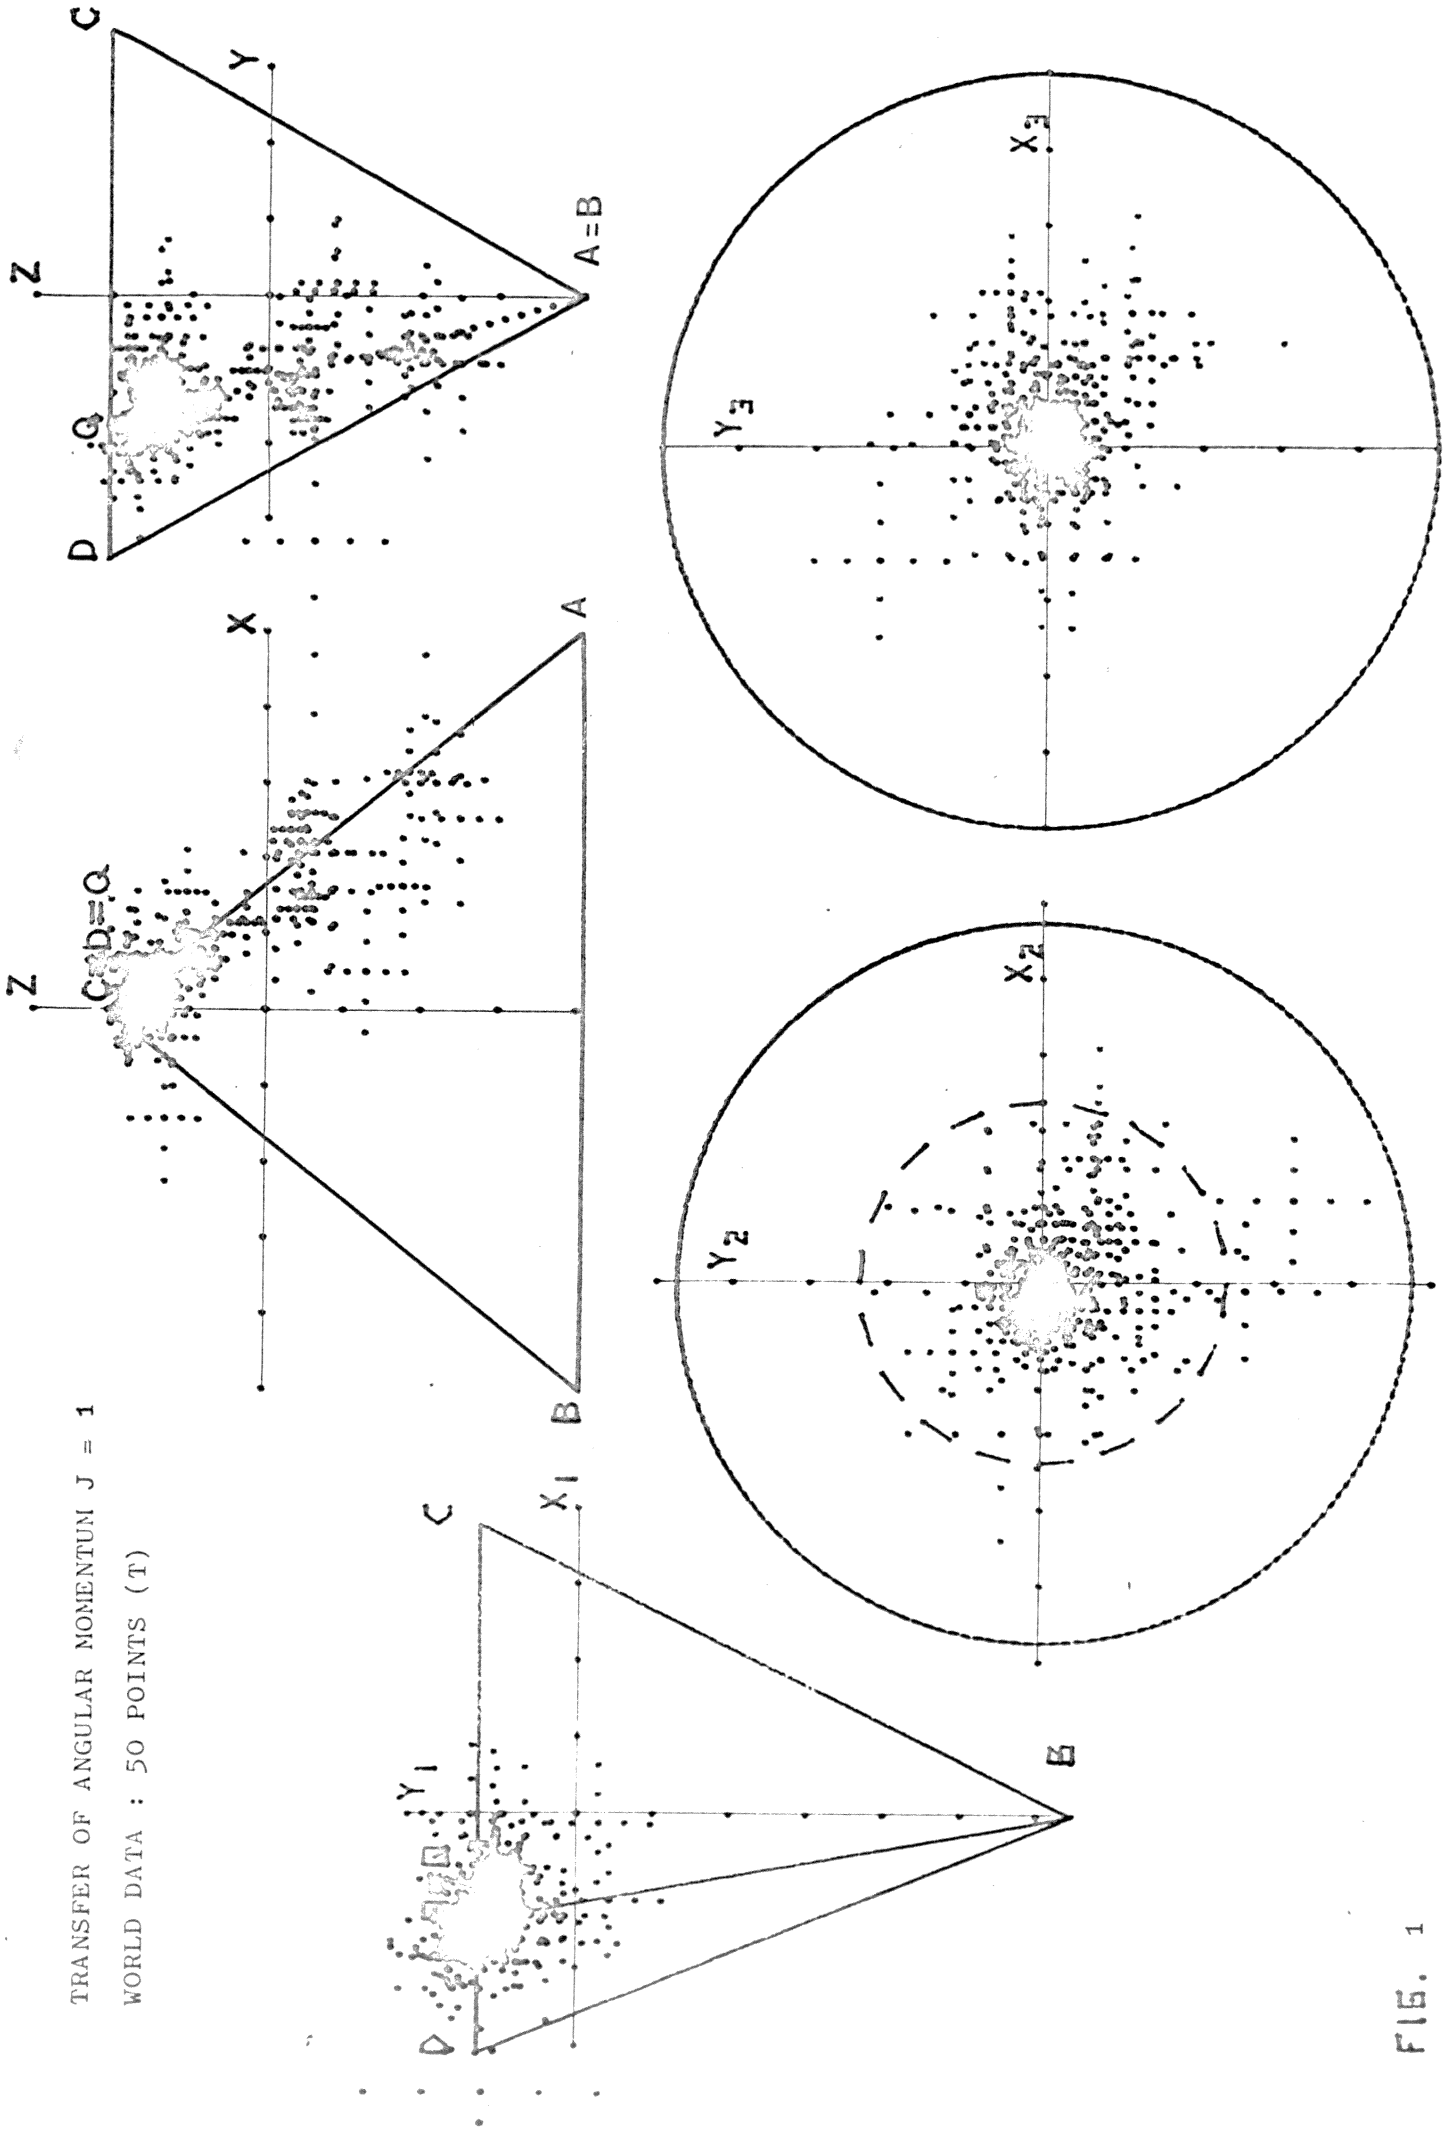 TRANSFER OF ANGULAR MOMENTUM J = 1
WORLD DATA : 50 POINTS (T)
D
C
Y1
X1
B
Z
C=D=Q
X
B
A
Z
D
Q
C
Y
A=B
Y2
X2
Y3
X3
FIG. 1